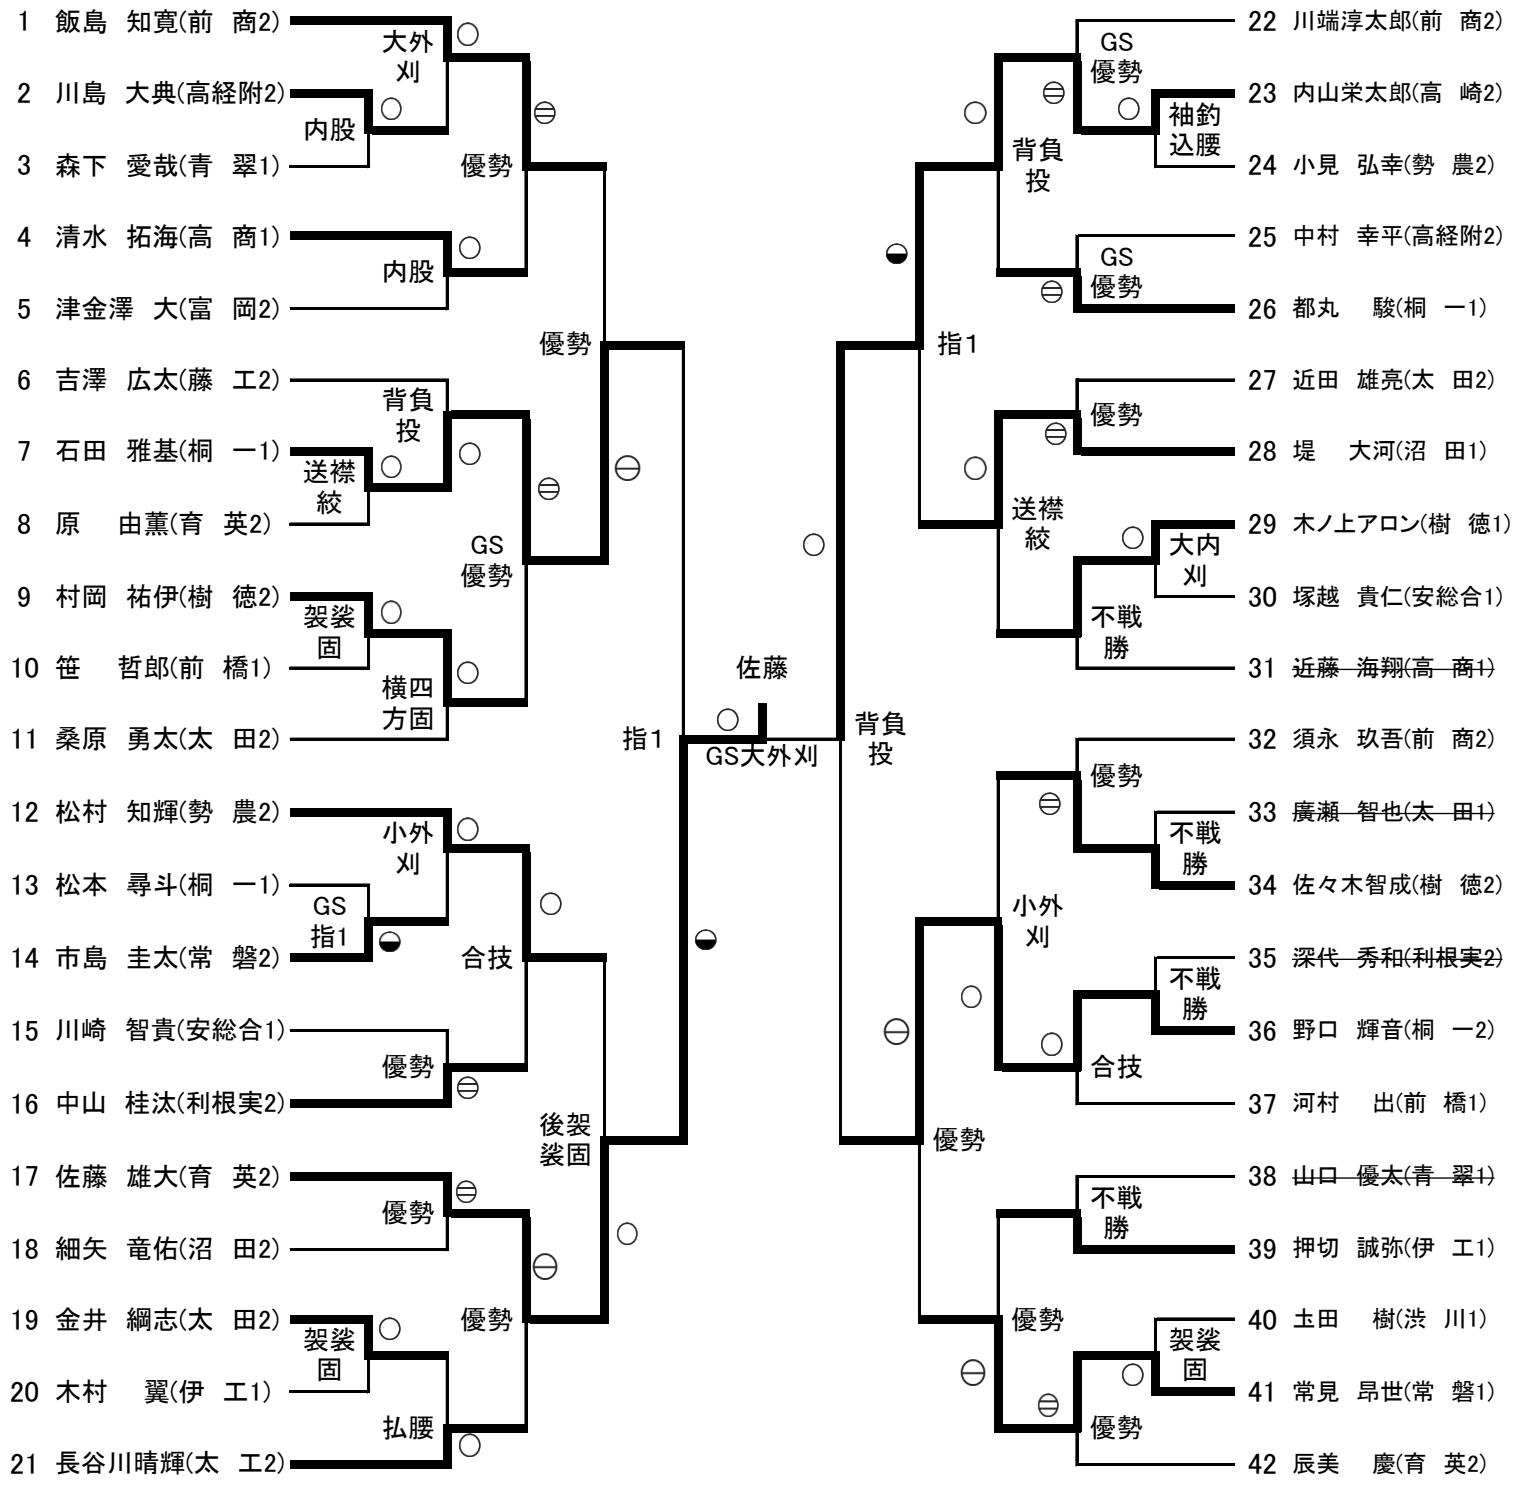 1 飯島 知寛(前 商2)
2 川島 大典(高経附2)
3 森下 愛哉(青 翠1)
4 清水 拓海(高 商1)
5 津金澤 大(富 岡2)
6 吉澤 広太(藤 工2)
7 石田 雅基(桐 一1)
8 原 由薫(育 英2)
9 村岡 祐伊(樹 徳2)
10 笹 哲郎(前 橋1)
11 桑原 勇太(太 田2)
12 松村 知輝(勢 農2)
13 松本 尋斗(桐 一1)
14 市島 圭太(常 磐2)
15 川崎 智貴(安総合1)
16 中山 桂汰(利根実2)
17 佐藤 雄大(育 英2)
18 細矢 竜佑(沼 田2)
19 金井 綱志(太 田2)
20 木村 翼(伊 工1)
21 長谷川晴輝(太 工2)
大外
刈
内股
優勢
内股
優勢
背負
投
送襟
絞
GS
優勢
袈裟
固
横四
方固
指1
小外
刈
GS
指1
合技
優勢
後袈
裟固
優勢
袈裟
固
優勢
払腰
佐藤
GS大外刈
GS
優勢
袖釣
込腰
背負
投
GS
優勢
指1
優勢
送襟
絞
大内
刈
不戦
勝
背負
投
優勢
不戦
勝
小外
刈
不戦
勝
合技
優勢
不戦
勝
優勢
袈裟
固
優勢
22 川端淳太郎(前 商2)
23 内山栄太郎(高 崎2)
24 小見 弘幸(勢 農2)
25 中村 幸平(高経附2)
26 都丸 駿(桐 一1)
27 近田 雄亮(太 田2)
28 堤 大河(沼 田1)
29 木ノ上アロン(樹 徳1)
30 塚越 貴仁(安総合1)
31 近藤 海翔(高 商1)
32 須永 玖吾(前 商2)
33 廣瀬 智也(太 田1)
34 佐々木智成(樹 徳2)
35 深代 秀和(利根実2)
36 野口 輝音(桐 一2)
37 河村 出(前 橋1)
38 山口 優太(青 翠1)
39 押切 誠弥(伊 工1)
40 圡田 樹(渋 川1)
41 常見 昂世(常 磐1)
42 辰美 慶(育 英2)